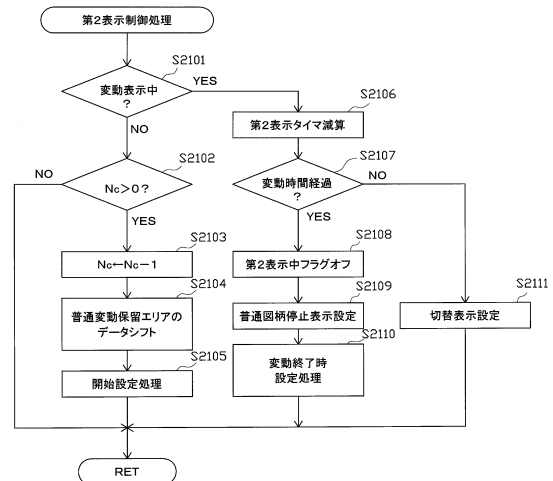 第2表示制御処理
S2101
変動表示中
?
YES
NO
S2102
Nc>0?
NO
YES
S2103
Nc←Nc－1
S2104
普通変動保留エリアの
データシフト
S2105
開始設定処理
S2106
第2表示タイマ減算
S2107
変動時間経過
?
NO
YES
S2108
第2表示中フラグオフ
S2109
普通図柄停止表示設定
S2110
変動終了時
設定処理
S2111
切替表示設定
RET